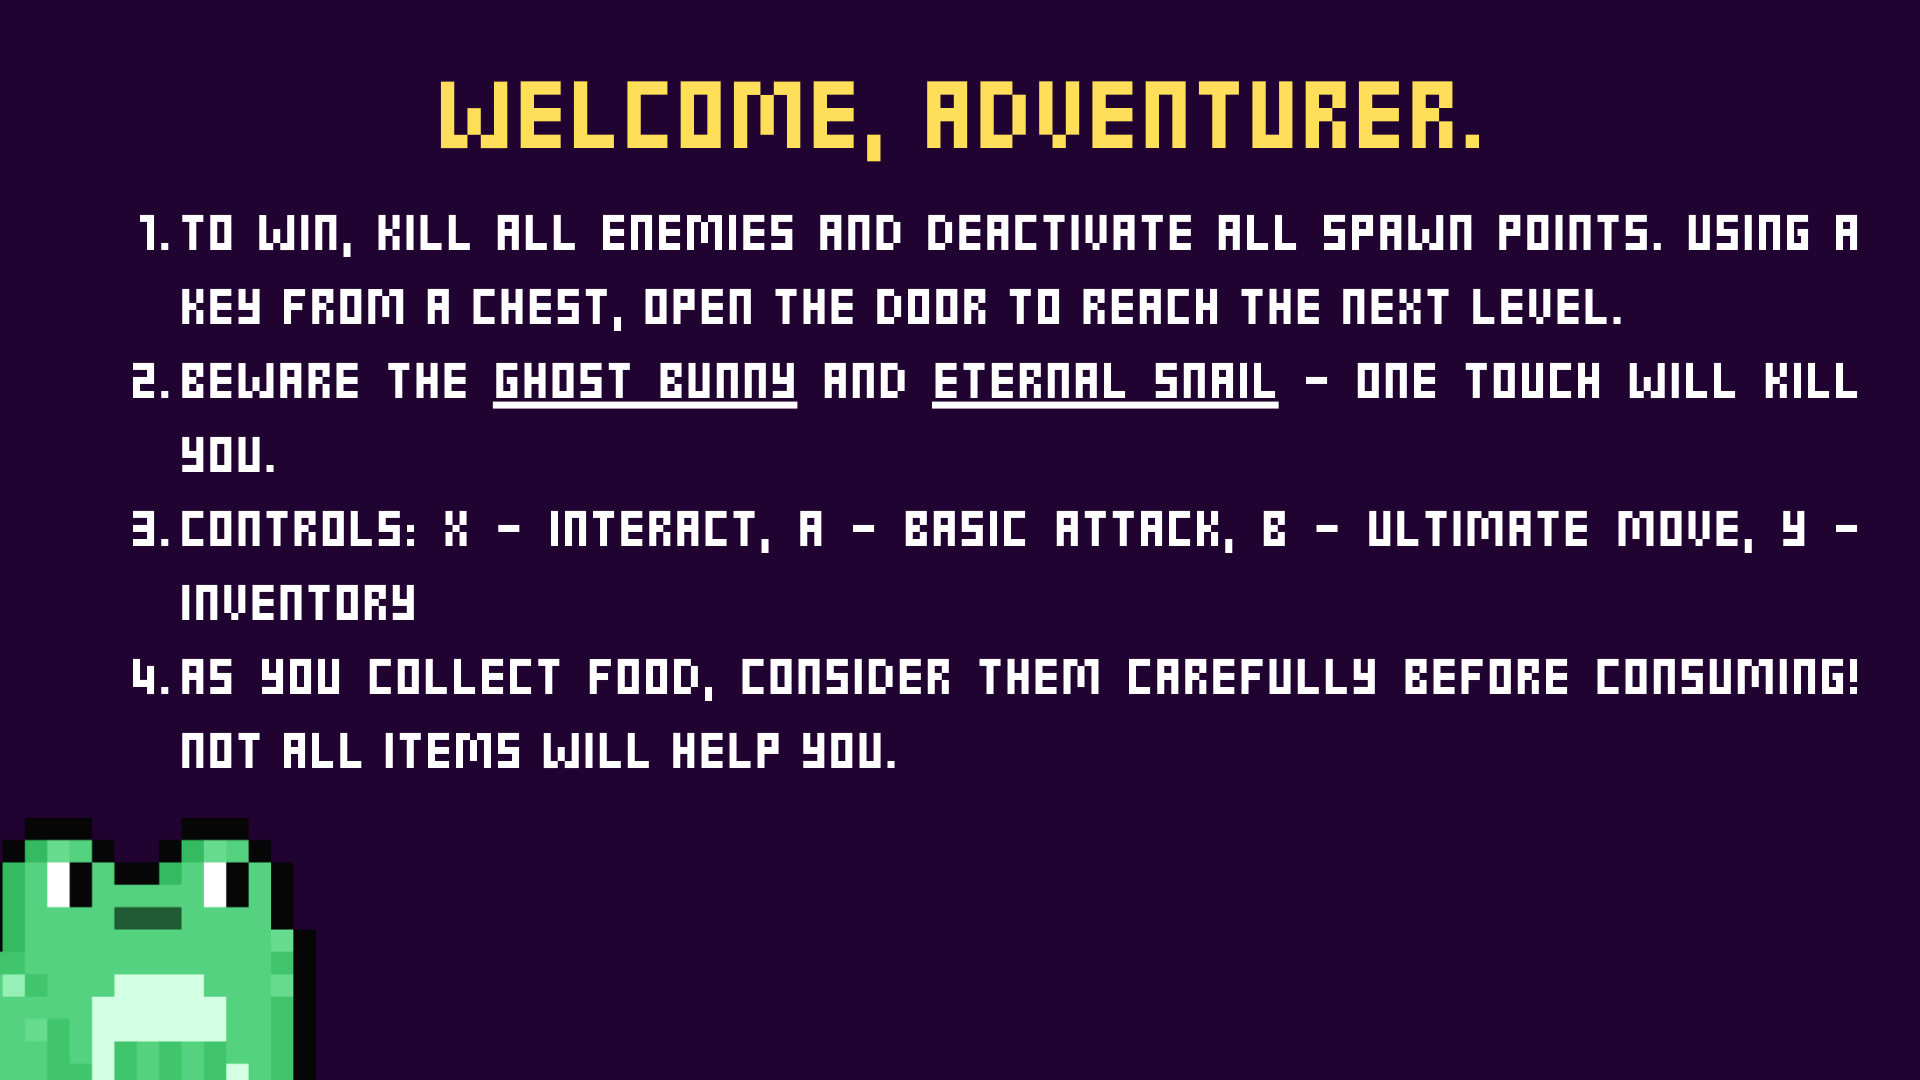 WELCOME, ADVENTURER.
1. TO WIN, KILL ALL ENEMIES AND DEACTIVATE ALL SPAWN POINTS. USING A
KEY FROM A CHEST, OPEN THE DOOR TO REACH THE NEXT LEVEL.
2. BEWARE THE GHOST BUNNY AND ETERNAL SNAIL - ONE TOUCH WILL KILL
YOU.
3. CONTROLS: X - INTERACT, A - BASIC ATTACK, B - ULTIMATE MOVE, Y -
INVENTORY
4. AS YOU COLLECT FOOD, CONSIDER THEM CAREFULLY BEFORE CONSUMING!
NOT ALL ITEMS WILL HELP YOU.